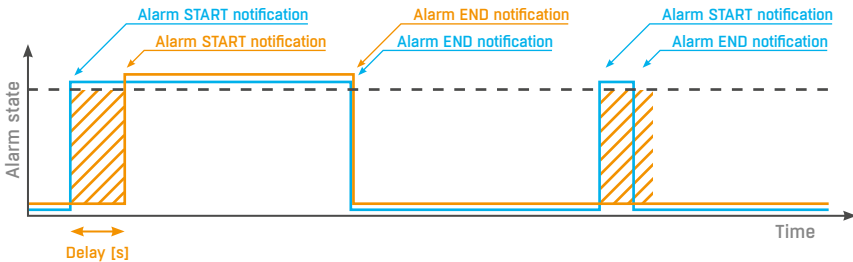 Alarm START notification
Alarm END notification
Alarm START notification
Alarm START notification
Alarm END notification
Alarm END notification
Alarm state
Time
Delay [s]